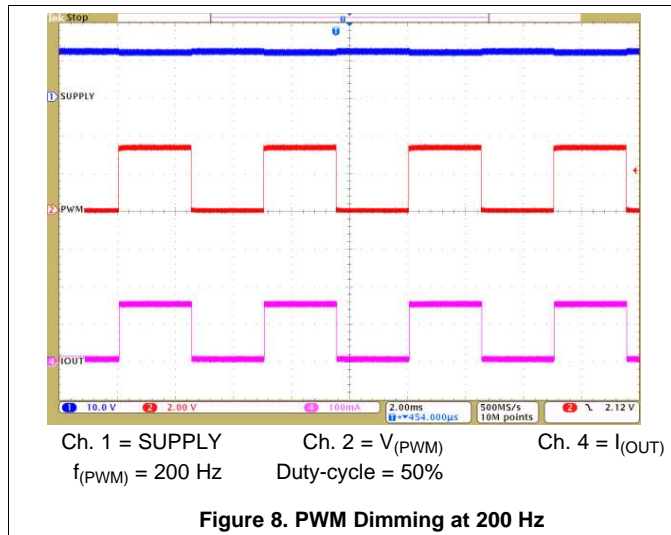 Tek Stop
T
T
1 SUPPLY
2 PWM
4 IOUT
1 10.0 V 2 2.00 V 4 100mA 2.00ms 500MS/s 2 2.12 V
T→▼454.000µs 10M points
Ch. 1 = SUPPLY Ch. 2 = V(PWM) Ch. 4 = I(OUT)
f(PWM) = 200 Hz Duty-cycle = 50%
Figure 8. PWM Dimming at 200 Hz